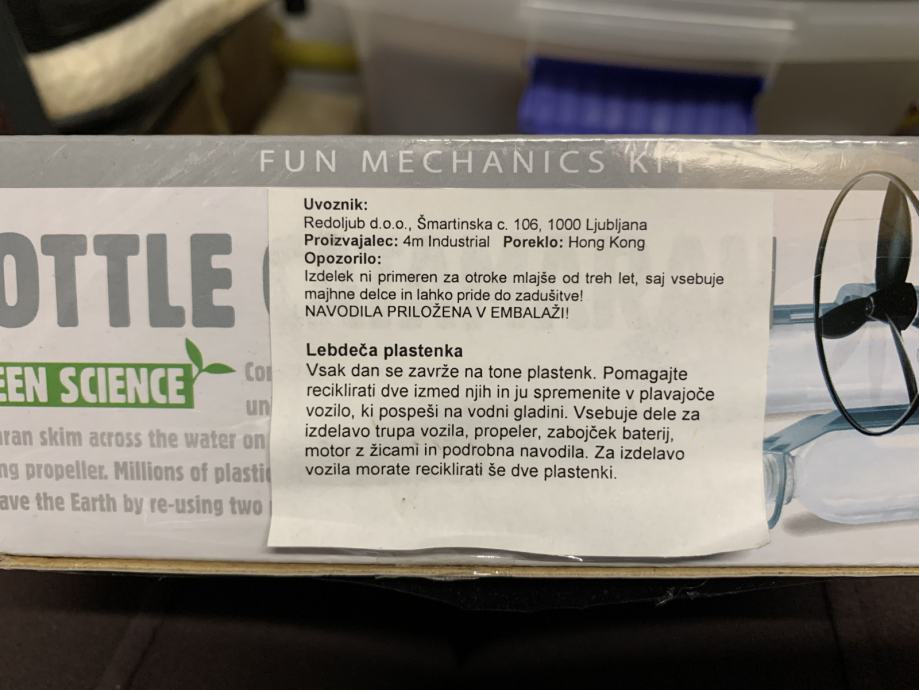 FUN MECHANICS KIT
OTTLE
EEN SCIENCE
ran skim across the water on
ng propeller. Millions of plastic
ave the Earth by re-using two
Uvoznik:
Redoljub d.o.o., Šmartinska c. 106, 1000 Ljubljana
Proizvajalec: 4m Industrial Poreklo: Hong Kong
Opozorilo:
Izdelek ni primeren za otroke mlajše od treh let, saj vsebuje
majhne delce in lahko pride do zadušitve!
NAVODILA PRILOŽENA V EMBALAŽI!
Lebdeča plastenka
Vsak dan se zavrže na tone plastenk. Pomagajte
reciklirati dve izmed njih in ju spremenite v plavajoče
vozilo, ki pospeši na vodni gladini. Vsebuje dele za
izdelavo trupa vozila, propeler, zabojček baterij,
motor z žicami in podrobna navodila. Za izdelavo
vozila morate reciklirati še dve plastenki.